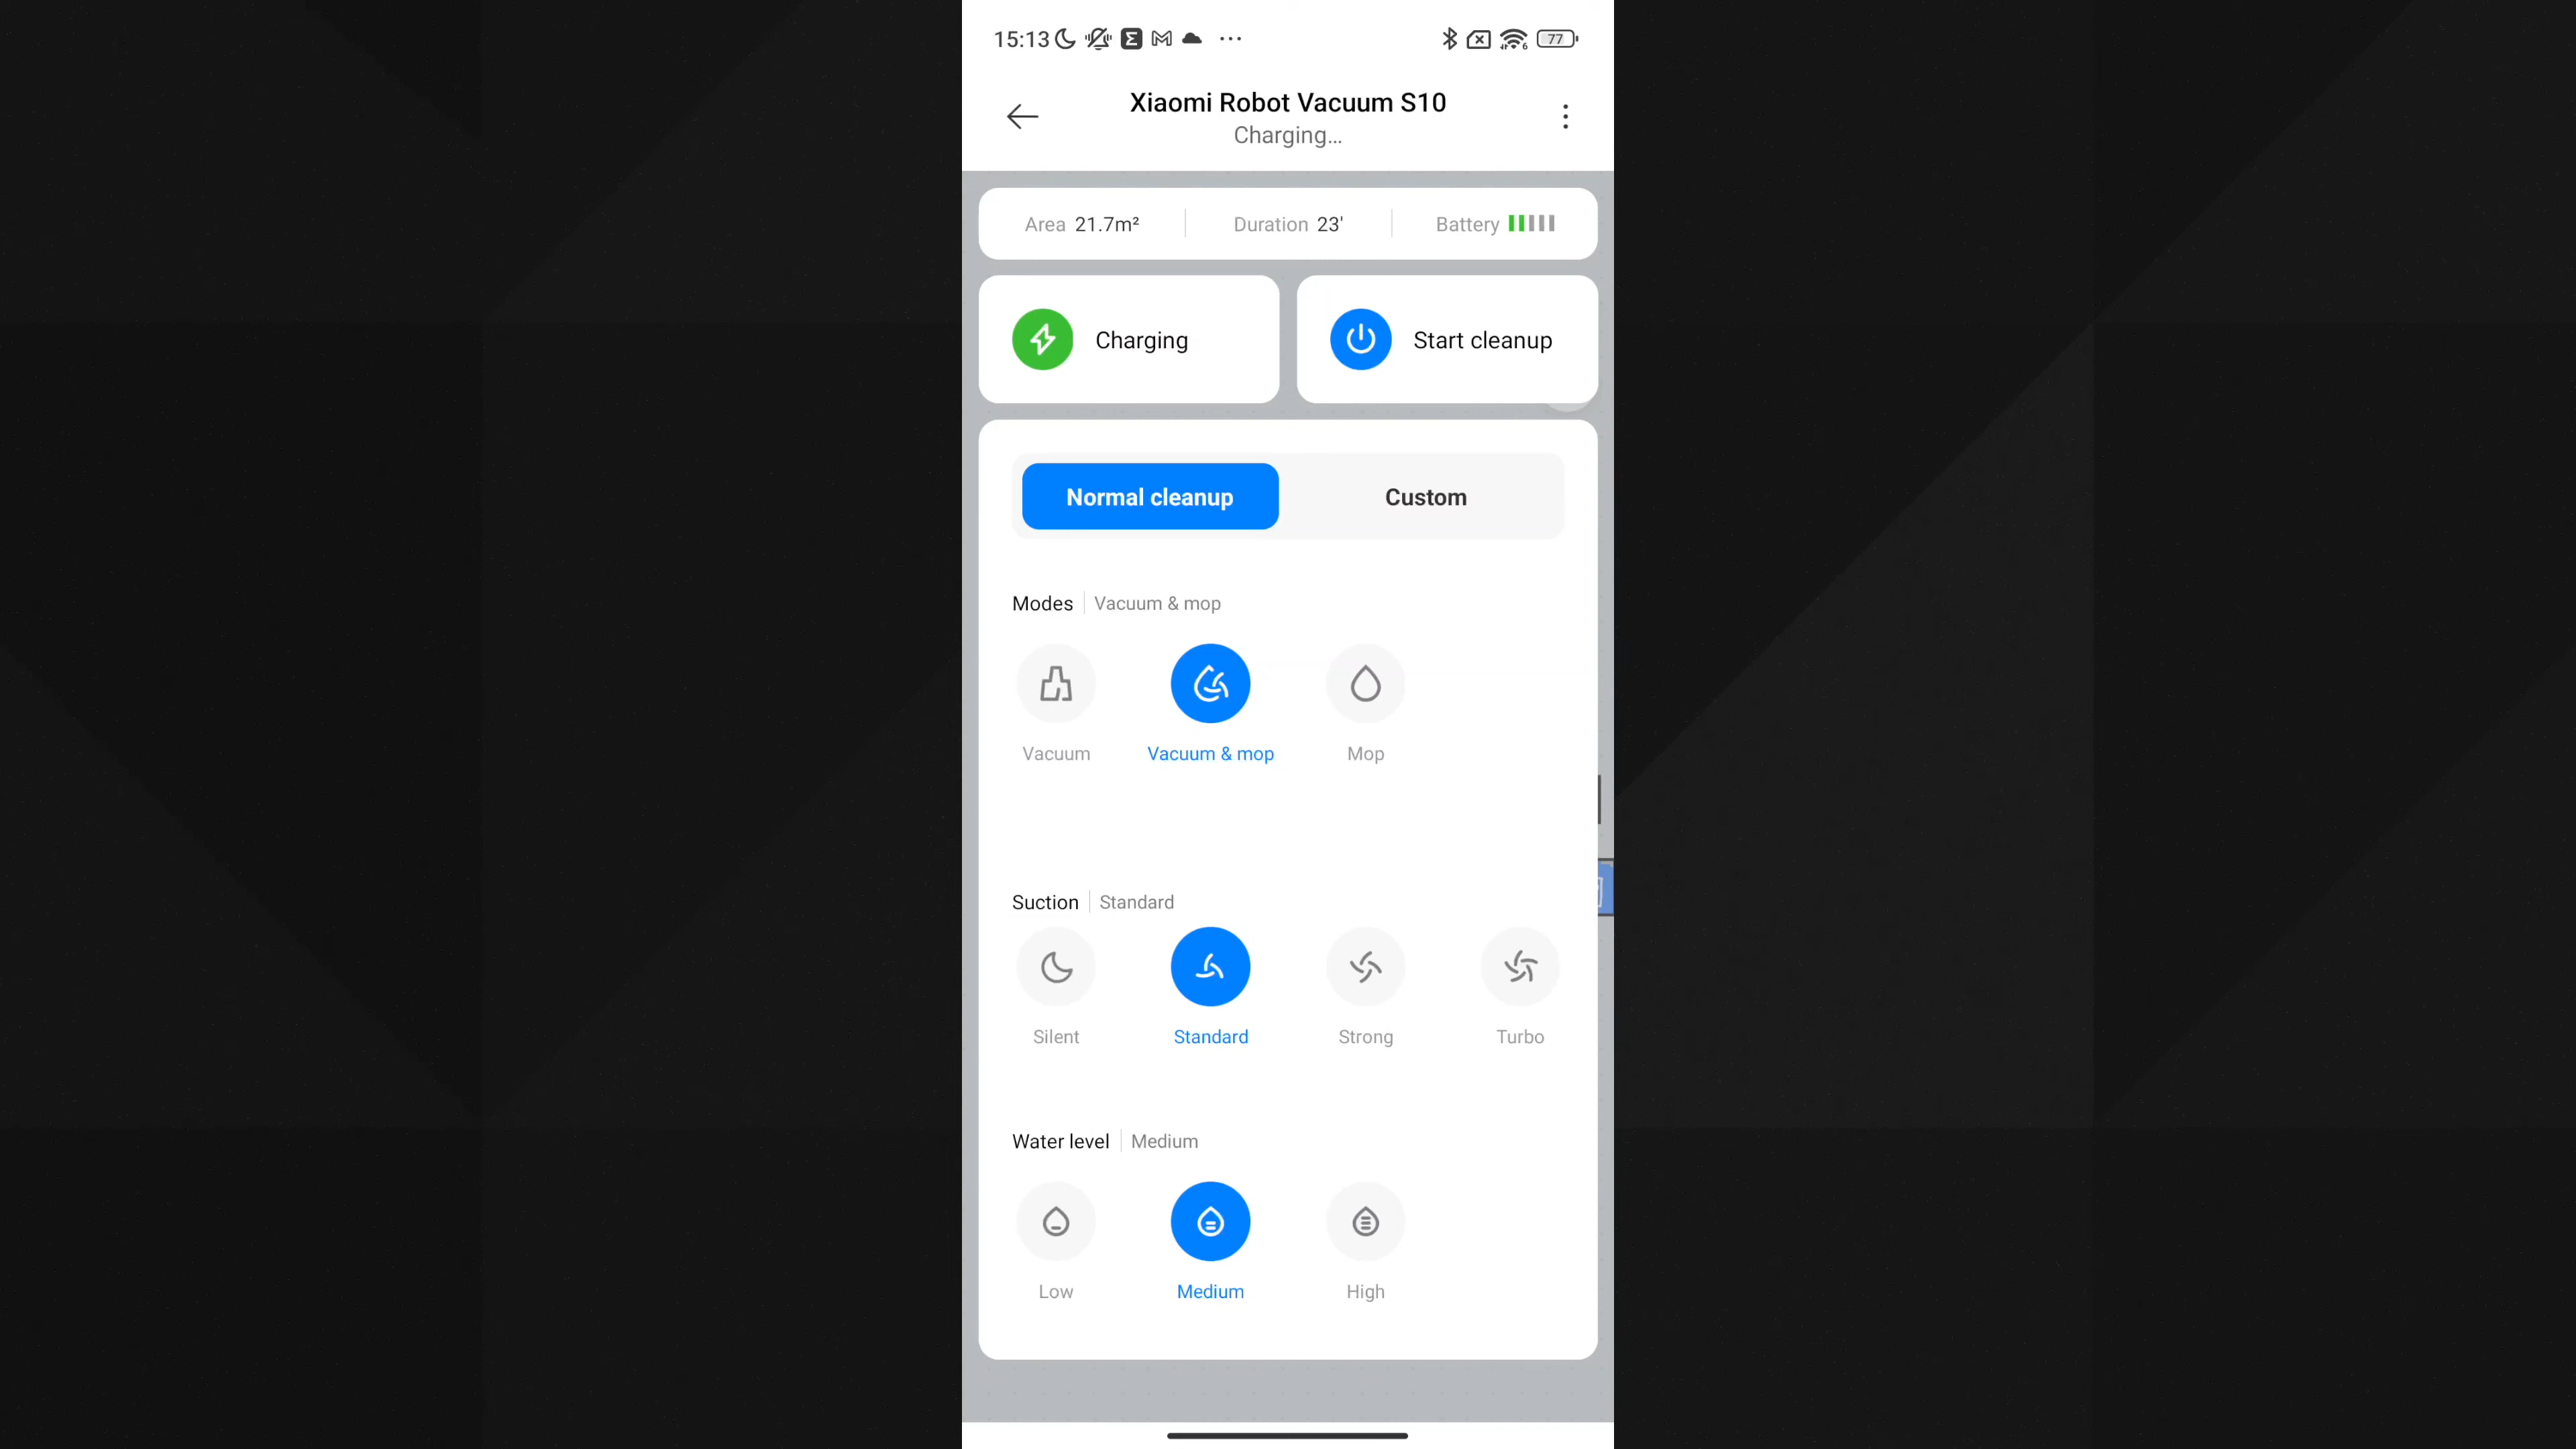 15:13
77
Xiaomi Robot Vacuum S10
Charging...
Area 21.7m² Duration 23' Battery
Charging
Start cleanup
Normal cleanup Custom
Modes Vacuum & mop
Vacuum Vacuum & mop Mop
Suction Standard
Silent Standard Strong Turbo
Water level Medium
Low Medium High